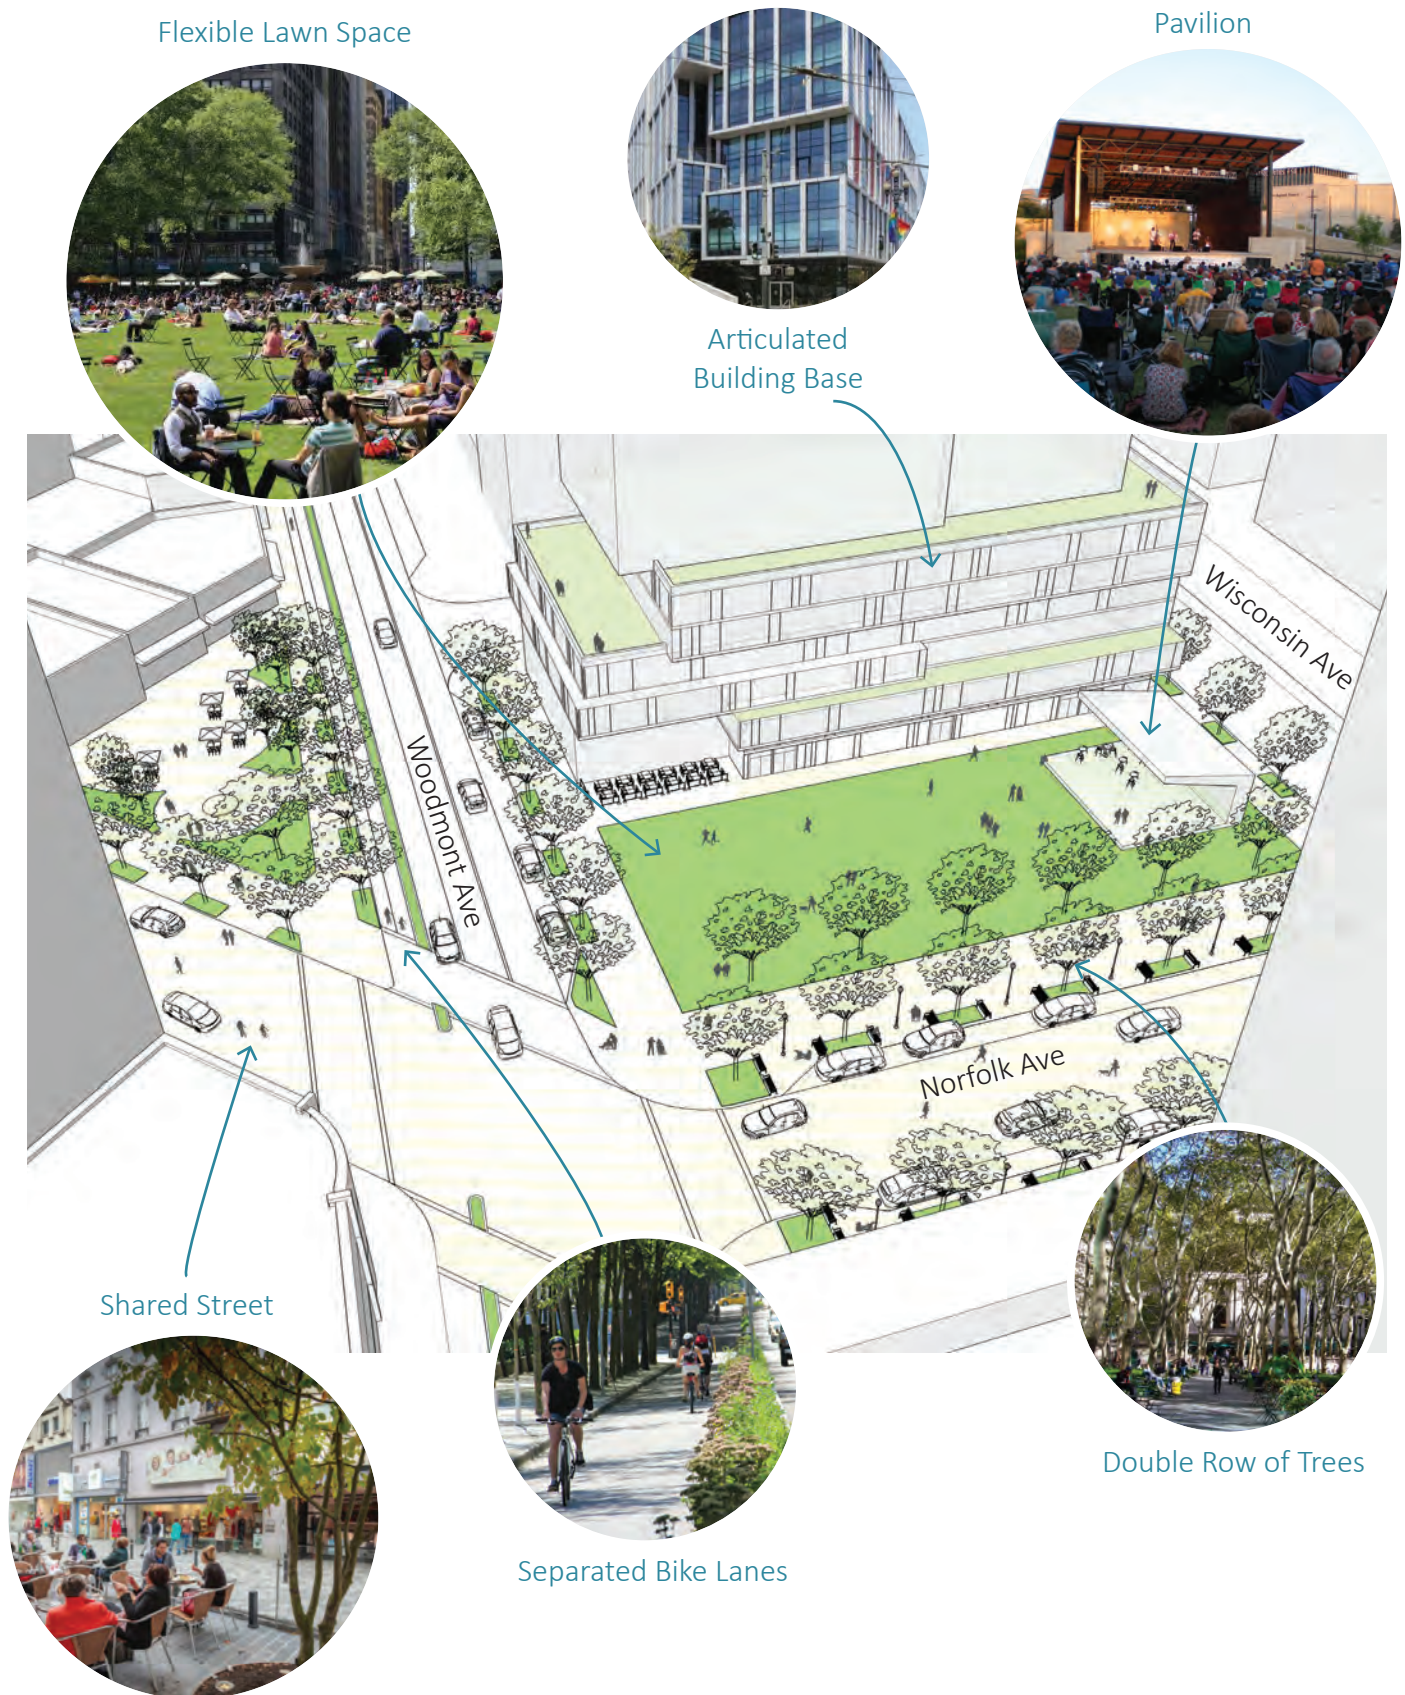 Flexible Lawn Space
Pavilion
Articulated
Building Base
Wisconsin Ave
Woodmont Ave
Norfolk Ave
Shared Street
Double Row of Trees
Separated Bike Lanes